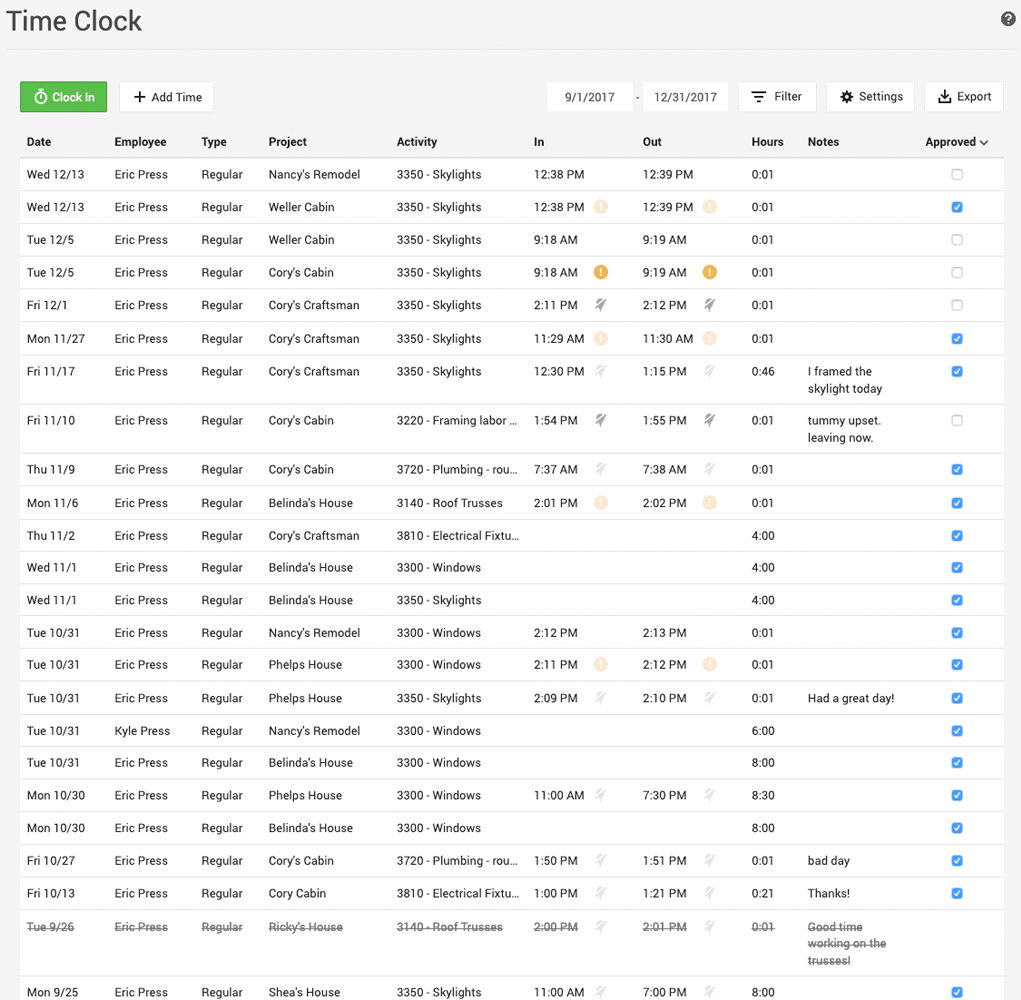 Time Clock
Clock In
Add Time
9/1/2017 - 12/31/2017
Filter
Settings
Export
Date Employee Type Project Activity In Out Hours Notes Approved
Wed 12/13 Eric Press Regular Nancy's Remodel 3350 - Skylights 12:38 PM 12:39 PM 0:01
Wed 12/13 Eric Press Regular Weller Cabin 3350 - Skylights 12:38 PM 12:39 PM 0:01
Tue 12/5 Eric Press Regular Weller Cabin 3350 - Skylights 9:18 AM 9:19 AM 0:01
Tue 12/5 Eric Press Regular Cory's Cabin 3350 - Skylights 9:18 AM 9:19 AM 0:01
Fri 12/1 Eric Press Regular Cory's Craftsman 3350 - Skylights 2:11 PM 2:12 PM 0:01
Mon 11/27 Eric Press Regular Cory's Craftsman 3350 - Skylights 11:29 AM 11:30 AM 0:01
Fri 11/17 Eric Press Regular Cory's Craftsman 3350 - Skylights 12:30 PM 1:15 PM 0:46 I framed the
skylight today
Fri 11/10 Eric Press Regular Cory's Cabin 3220 - Framing labor ... 1:54 PM 1:55 PM 0:01 tummy upset.
leaving now.
Thu 11/9 Eric Press Regular Cory's Cabin 3720 - Plumbing - rou... 7:37 AM 7:38 AM 0:01
Mon 11/6 Eric Press Regular Belinda's House 3140 - Roof Trusses 2:01 PM 2:02 PM 0:01
Thu 11/2 Eric Press Regular Cory's Craftsman 3810 - Electrical Fixtu... 4:00
Wed 11/1 Eric Press Regular Belinda's House 3300 - Windows 4:00
Wed 11/1 Eric Press Regular Belinda's House 3350 - Skylights 4:00
Tue 10/31 Eric Press Regular Nancy's Remodel 3300 - Windows 2:12 PM 2:13 PM 0:01
Tue 10/31 Eric Press Regular Phelps House 3300 - Windows 2:11 PM 2:12 PM 0:01
Tue 10/31 Eric Press Regular Phelps House 3350 - Skylights 2:09 PM 2:10 PM 0:01 Had a great day!
Tue 10/31 Kyle Press Regular Nancy's Remodel 3300 - Windows 6:00
Tue 10/31 Eric Press Regular Belinda's House 3300 - Windows 8:00
Mon 10/30 Eric Press Regular Phelps House 3300 - Windows 11:00 AM 7:30 PM 8:30
Mon 10/30 Eric Press Regular Belinda's House 3300 - Windows 8:00
Fri 10/27 Eric Press Regular Cory's Cabin 3720 - Plumbing - rou... 1:50 PM 1:51 PM 0:01 bad day
Fri 10/13 Eric Press Regular Cory Cabin 3810 - Electrical Fixtu... 1:00 PM 1:21 PM 0:21 Thanks!
Tue 9/26 Eric Press Regular Ricky's House 3140 - Roof Trusses 2:00 PM 2:01 PM 0:01 Good time
working on the
trusses!
Mon 9/25 Eric Press Regular Shea's House 3350 - Skylights 11:00 AM 7:00 PM 8:00